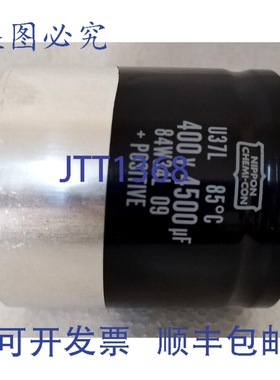 盗图必究
U37L 85°C
400V 4500µF
+ POSITIVE
NIPPON
CHEMI-CON
JTT1368
可开发票 顺丰包邮